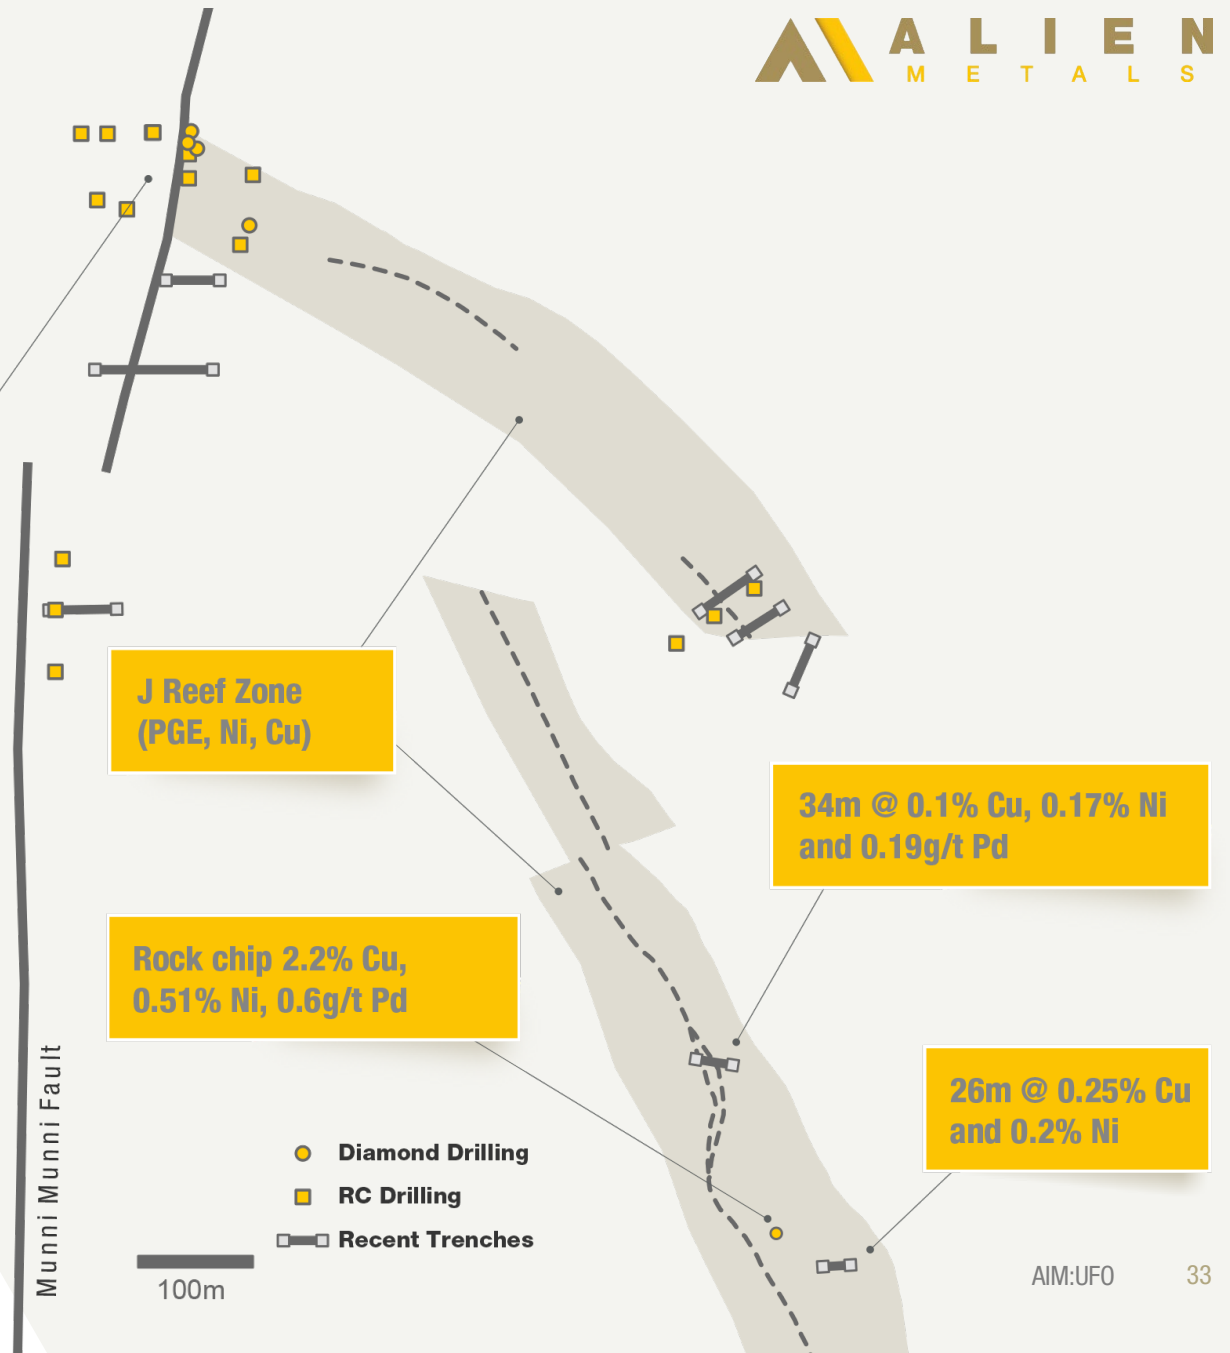 ALIEN
METALS
J Reef Zone
(PGE, Ni, Cu)
34m @ 0.1% Cu, 0.17% Ni
and 0.19g/t Pd
Rock chip 2.2% Cu,
0.51% Ni, 0.6g/t Pd
26m @ 0.25% Cu
and 0.2% Ni
Munni Munni Fault
Diamond Drilling
RC Drilling
Recent Trenches
100m
AIM:UFO 33